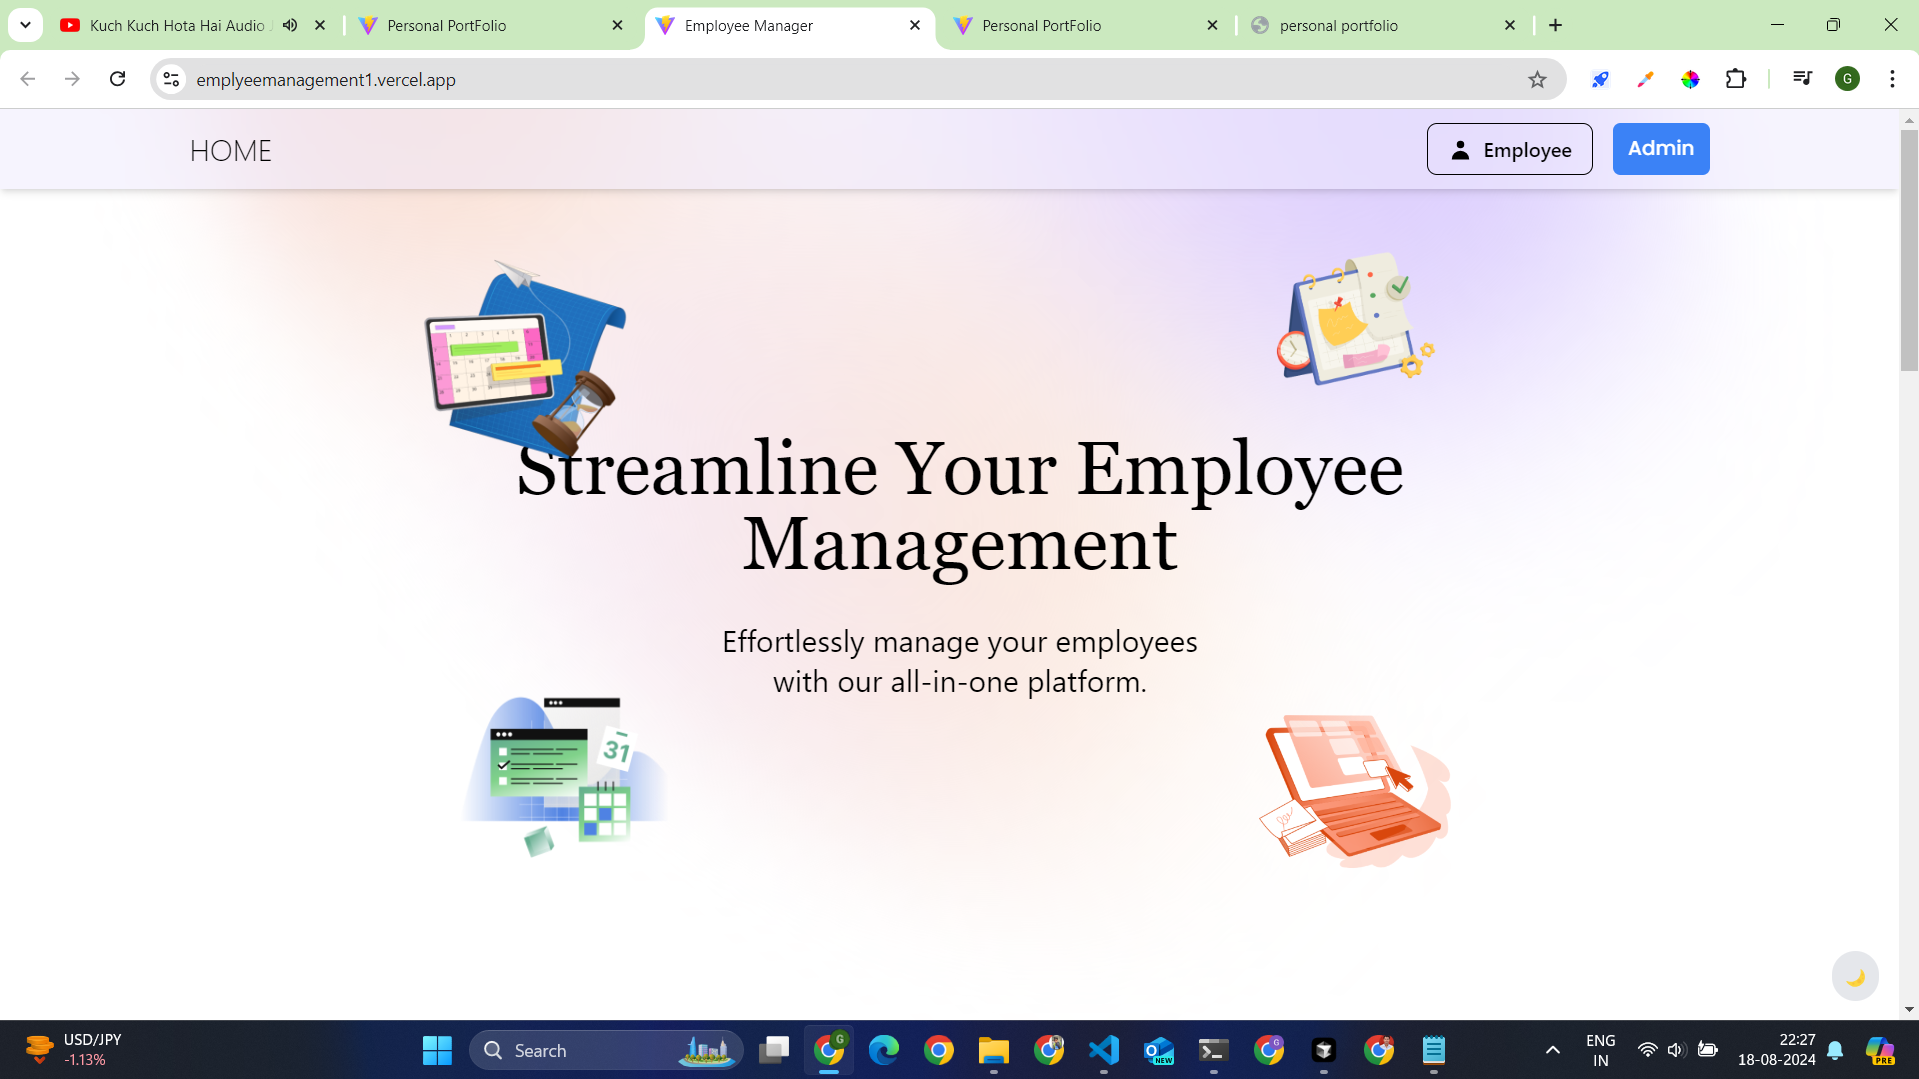 Kuch Kuch Hota Hai Audio J
Personal PortFolio
Employee Manager
Personal PortFolio
personal portfolio
emplyeemanagement1.vercel.app
G
HOME
Employee
Admin
Streamline Your Employee
Management
Effortlessly manage your employees
with our all-in-one platform.
31
USD/JPY
-1.13%
Search
G
NEW
G
ENG
IN
22:27
18-08-2024
PRE